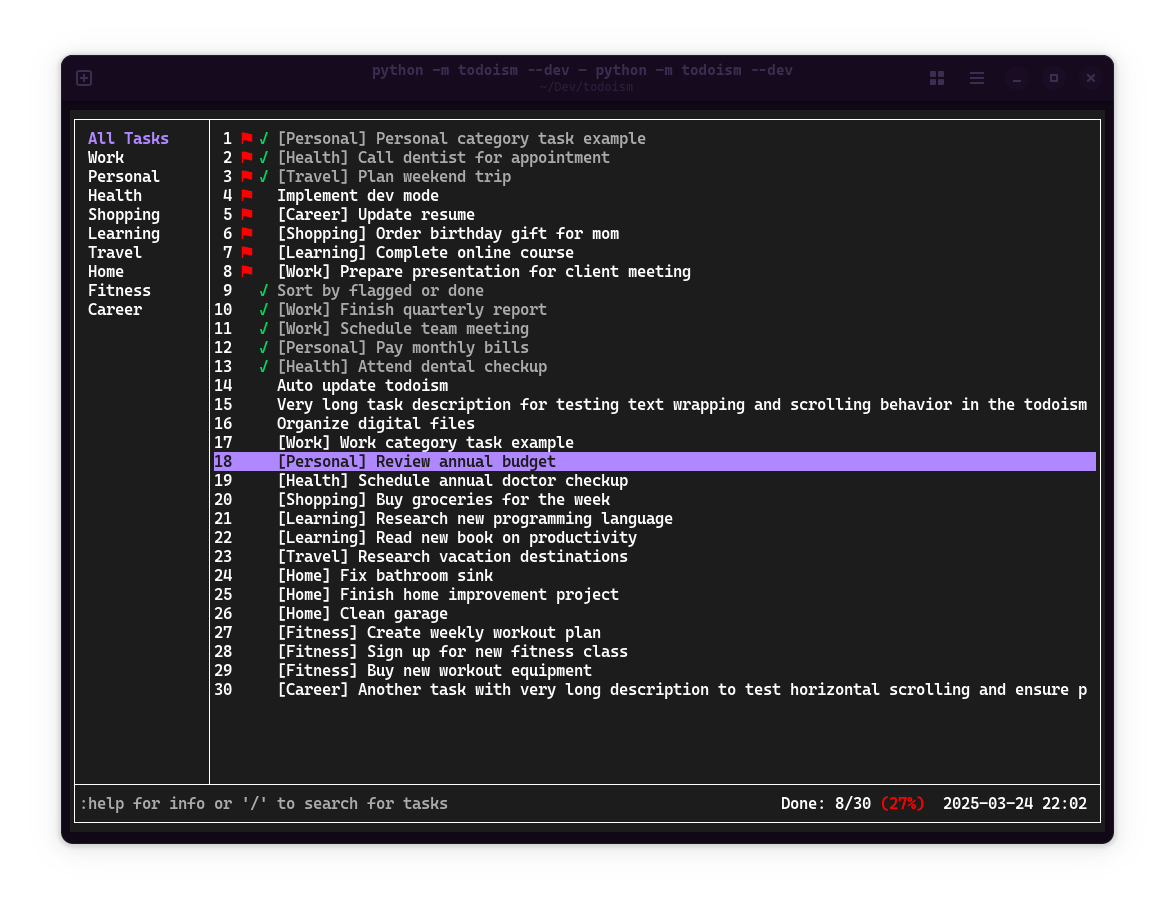 python -m todoism --dev — python -m todoism --dev
~/Dev/todoism
All Tasks
Work
Personal
Health
Shopping
Learning
Travel
Home
Fitness
Career
1 ✓ [Personal] Personal category task example
2 ✓ [Health] Call dentist for appointment
3 ✓ [Travel] Plan weekend trip
4 Implement dev mode
5 [Career] Update resume
6 [Shopping] Order birthday gift for mom
7 [Learning] Complete online course
8 [Work] Prepare presentation for client meeting
9 ✓ Sort by flagged or done
10 ✓ [Work] Finish quarterly report
11 ✓ [Work] Schedule team meeting
12 ✓ [Personal] Pay monthly bills
13 ✓ [Health] Attend dental checkup
14 Auto update todoism
15 Very long task description for testing text wrapping and scrolling behavior in the todoism
16 Organize digital files
17 [Work] Work category task example
18 [Personal] Review annual budget
19 [Health] Schedule annual doctor checkup
20 [Shopping] Buy groceries for the week
21 [Learning] Research new programming language
22 [Learning] Read new book on productivity
23 [Travel] Research vacation destinations
24 [Home] Fix bathroom sink
25 [Home] Finish home improvement project
26 [Home] Clean garage
27 [Fitness] Create weekly workout plan
28 [Fitness] Sign up for new fitness class
29 [Fitness] Buy new workout equipment
30 [Career] Another task with very long description to test horizontal scrolling and ensure p
:help for info or '/' to search for tasks
Done: 8/30 (27%) 2025-03-24 22:02